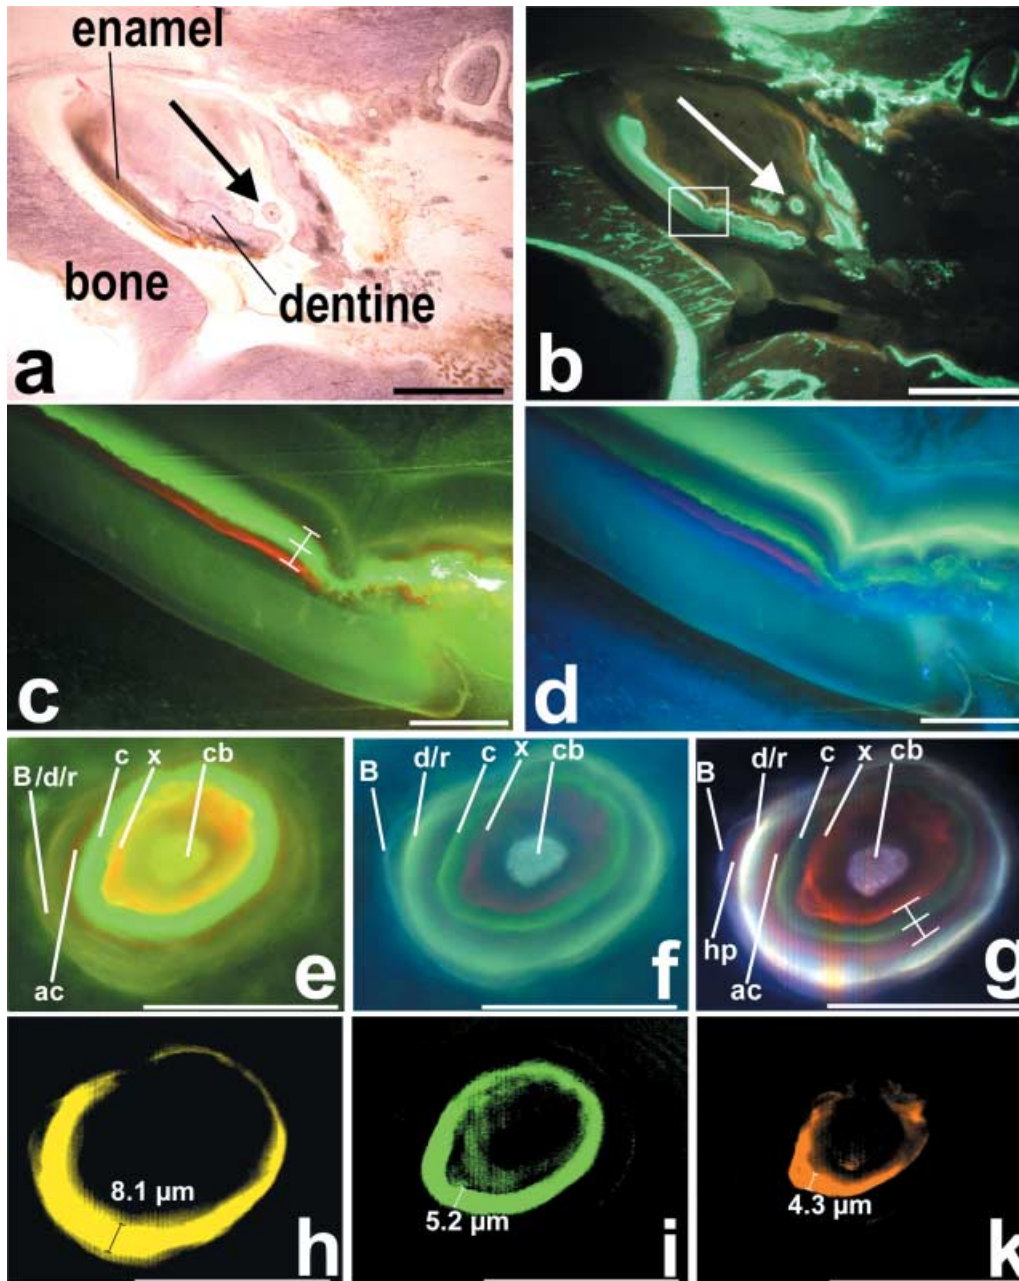 enamel
bone
dentine
a
b
c
d
B/d/r
c
x
cb
ac
e
B
d/r
c
x
cb
f
B
d/r
c
x
cb
hp
ac
g
8.1 µm
h
5.2 µm
i
4.3 µm
k